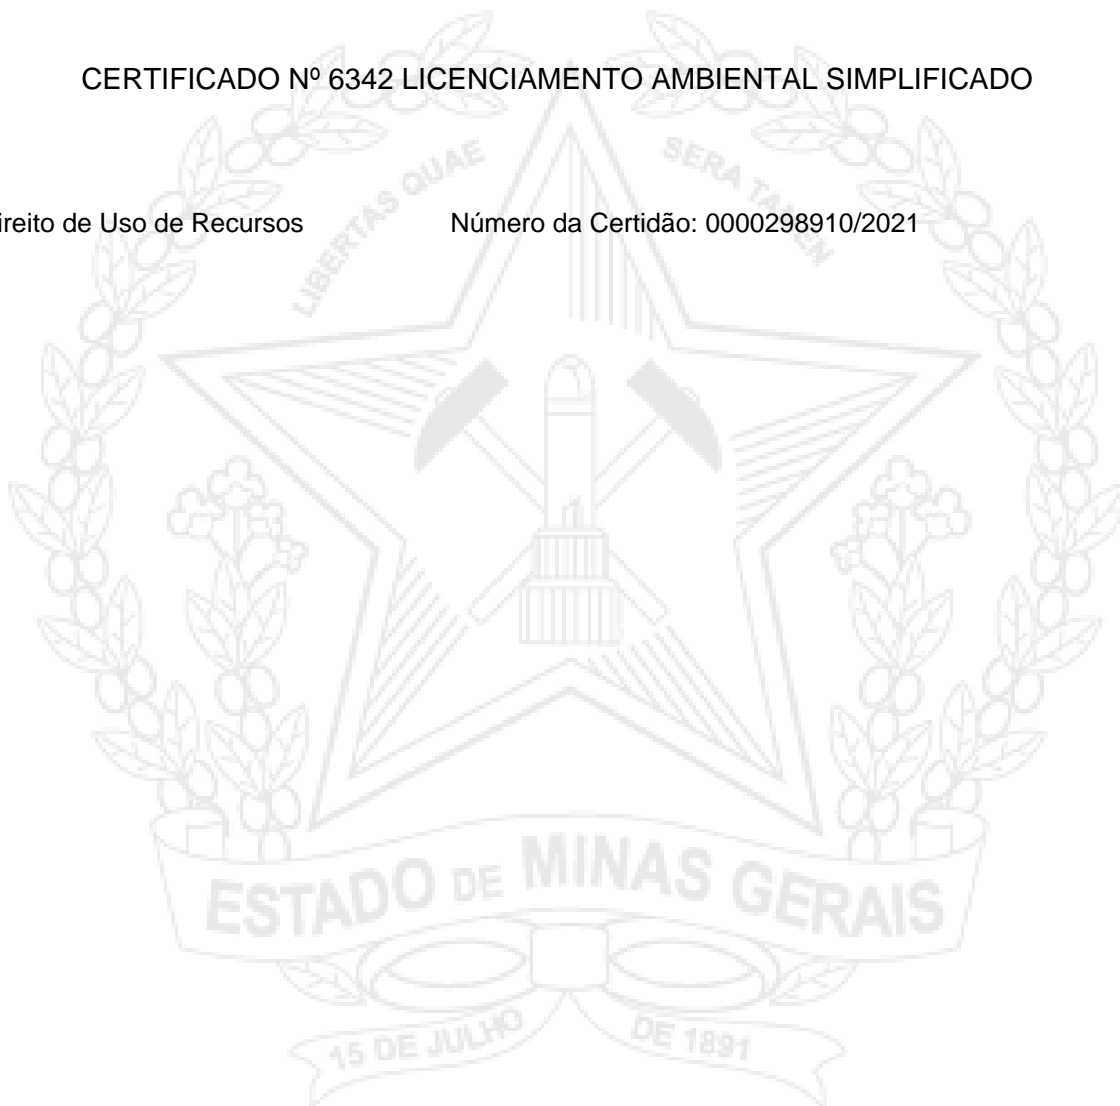 CERTIFICADO Nº 6342 LICENCIAMENTO AMBIENTAL SIMPLIFICADO
LIBERTAS QUAE SERA TAMEN
ireito de Uso de Recursos Número da Certidão: 0000298910/2021
ESTADO DE MINAS GERAIS
15 DE JULHO DE 1891